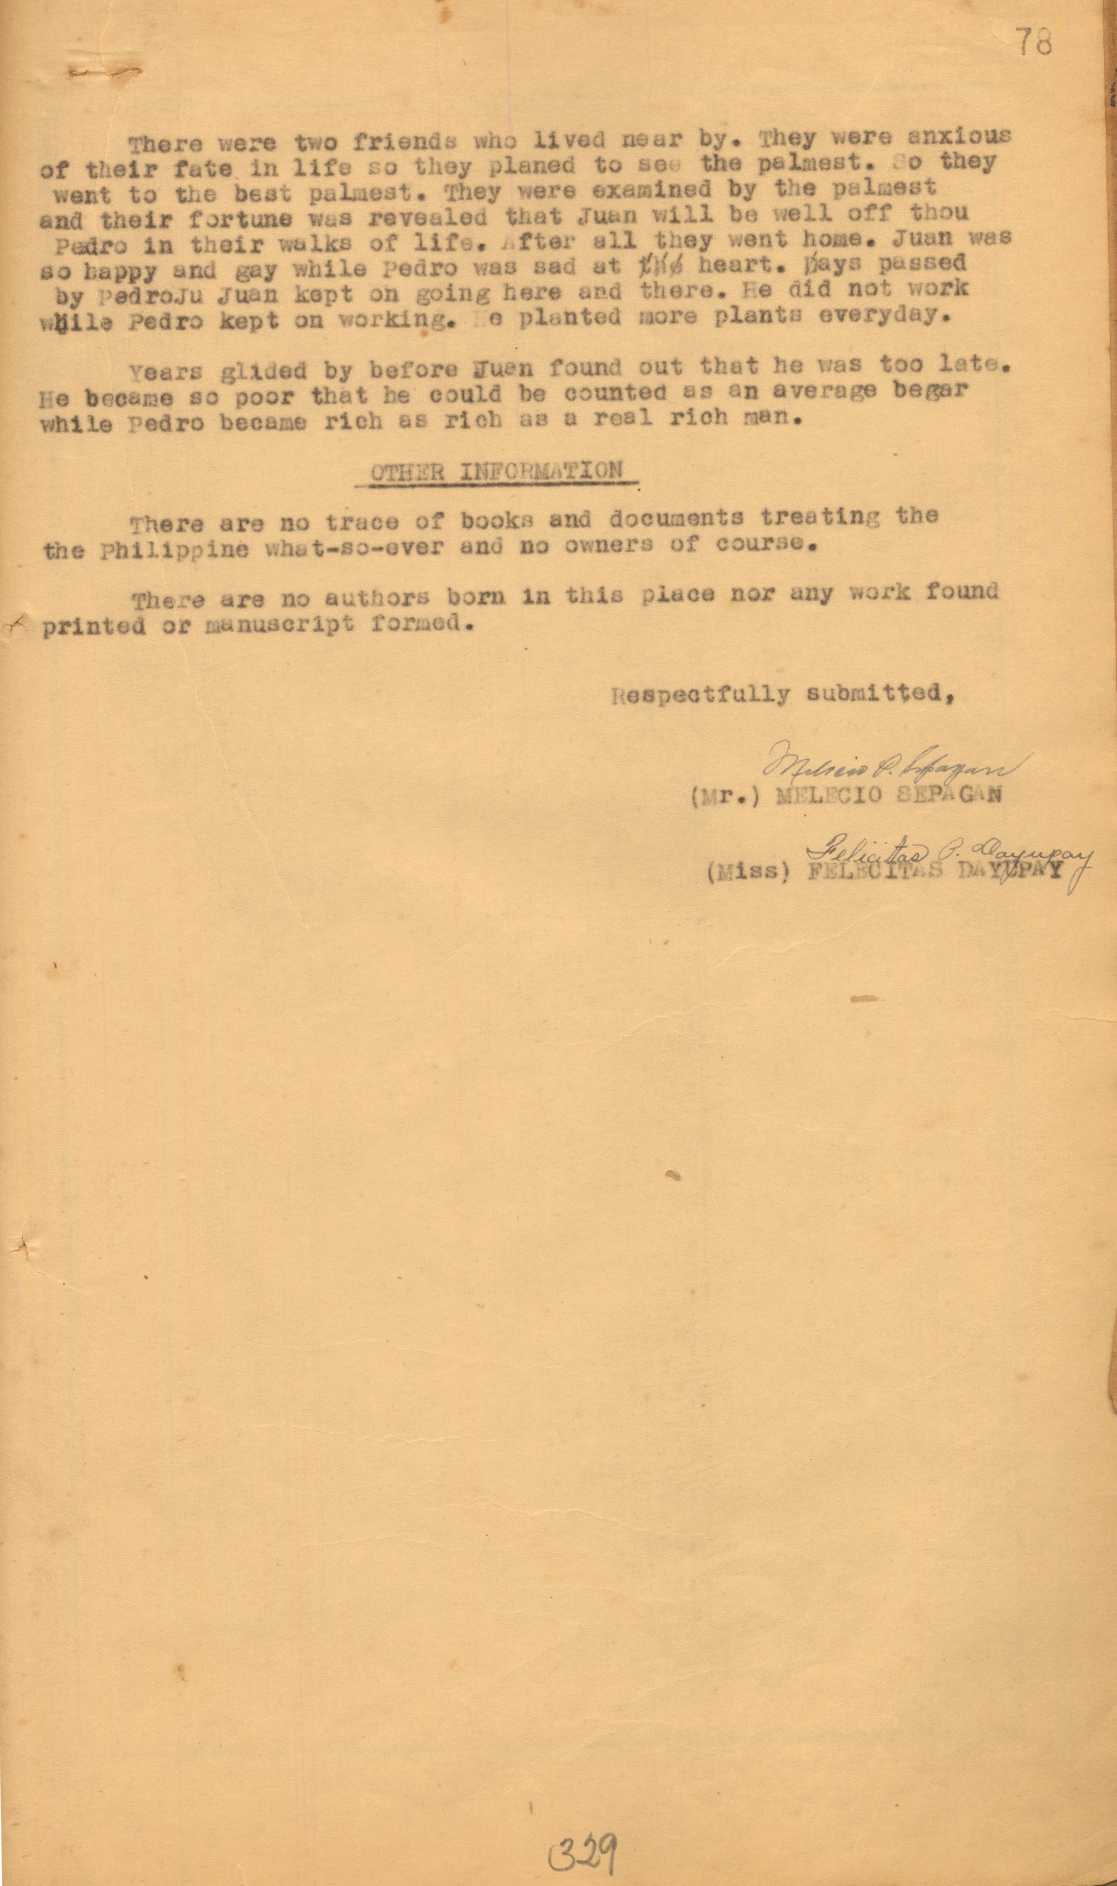 78
There were two friends who lived near by. They were anxious
of their fate in life so they planed to see the palmest. So they
went to the best palmest. They were examined by the palmest
and their fortune was revealed that Juan will be well off thou
Pedro in their walks of life. After all they went home. Juan was
so happy and gay while Pedro was sad at the heart. Days passed
by PedroJu Juan kept on going here and there. He did not work
while Pedro kept on working. He planted more plants everyday.
Years glided by before Juan found out that he was too late.
He became so poor that he could be counted as an average begar
while Pedro became rich as rich as a real rich man.
OTHER INFORMATION
There are no trace of books and documents treating the
the Philippine what-so-ever and no owners of course.
There are no authors born in this place nor any work found
printed or manuscript formed.
Respectfully submitted,
Melecio P. Sepagan
(Mr.) MELECIO SEPAGAN
Felicitas P. Dayupay
(Miss) FELECITAS DAYUPAY
329